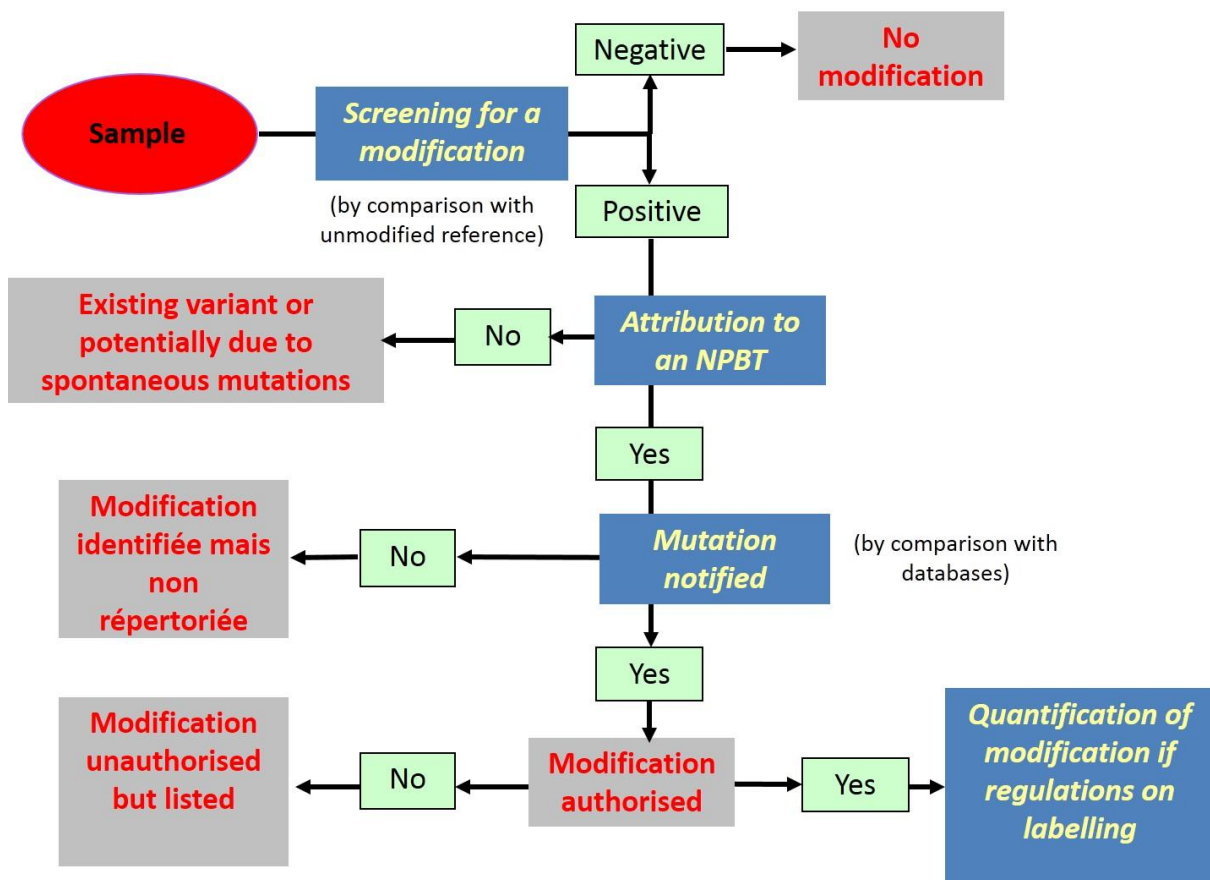 Negative
No
modification
Sample
Screening for a
modification
(by comparison with
unmodified reference)
Positive
Existing variant or
potentially due to
spontaneous mutations
No
Attribution to
an NPBT
Yes
Modification
identifiée mais
non
répertoriée
No
Mutation
notified
(by comparison with
databases)
Yes
Modification
unauthorised
but listed
No
Modification
authorised
Yes
Quantification of
modification if
regulations on
labelling